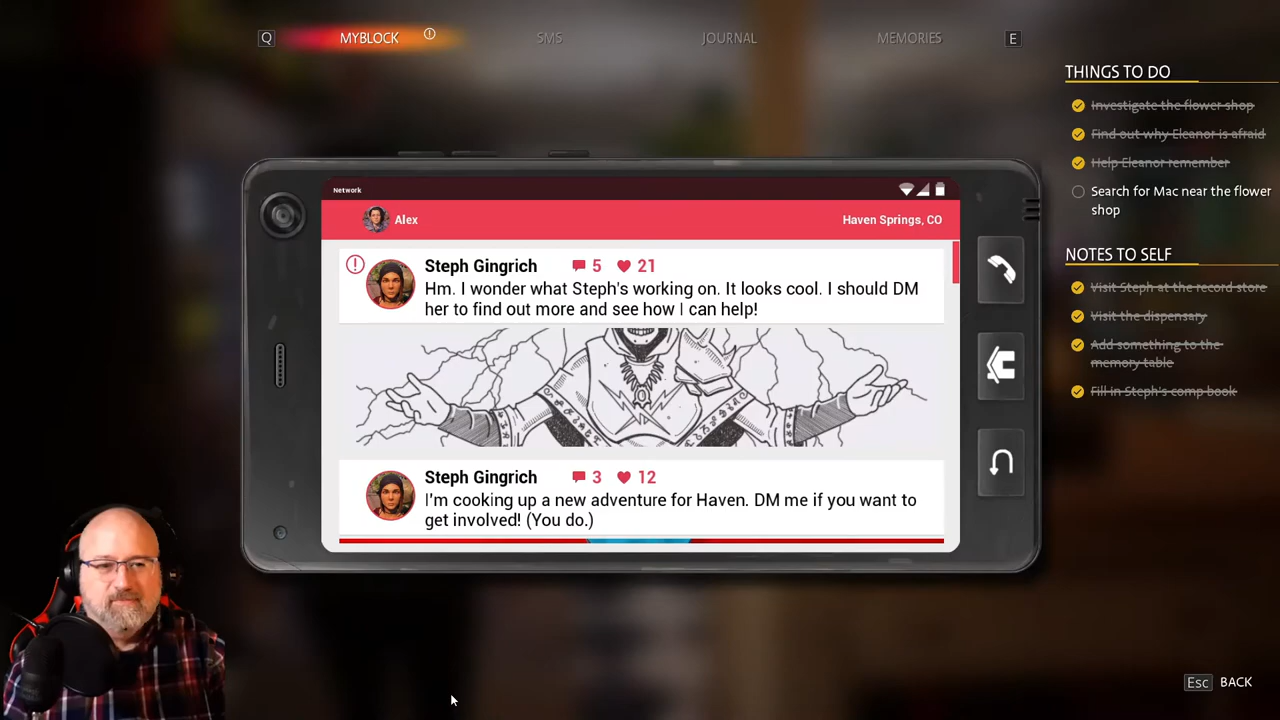 Q MYBLOCK SMS JOURNAL MEMORIES E
THINGS TO DO
Investigate the flower shop
Find out why Eleanor is afraid
Help Eleanor remember
Search for Mac near the flower
shop
NOTES TO SELF
Visit Steph at the record store
Visit the dispensary
Add something to the
memory table
Fill in Steph's comp book
Network
Alex Haven Springs, CO
Steph Gingrich 5 21
Hm. I wonder what Steph's working on. It looks cool. I should DM
her to find out more and see how I can help!
Steph Gingrich 3 12
I'm cooking up a new adventure for Haven. DM me if you want to
get involved! (You do.)
Esc BACK